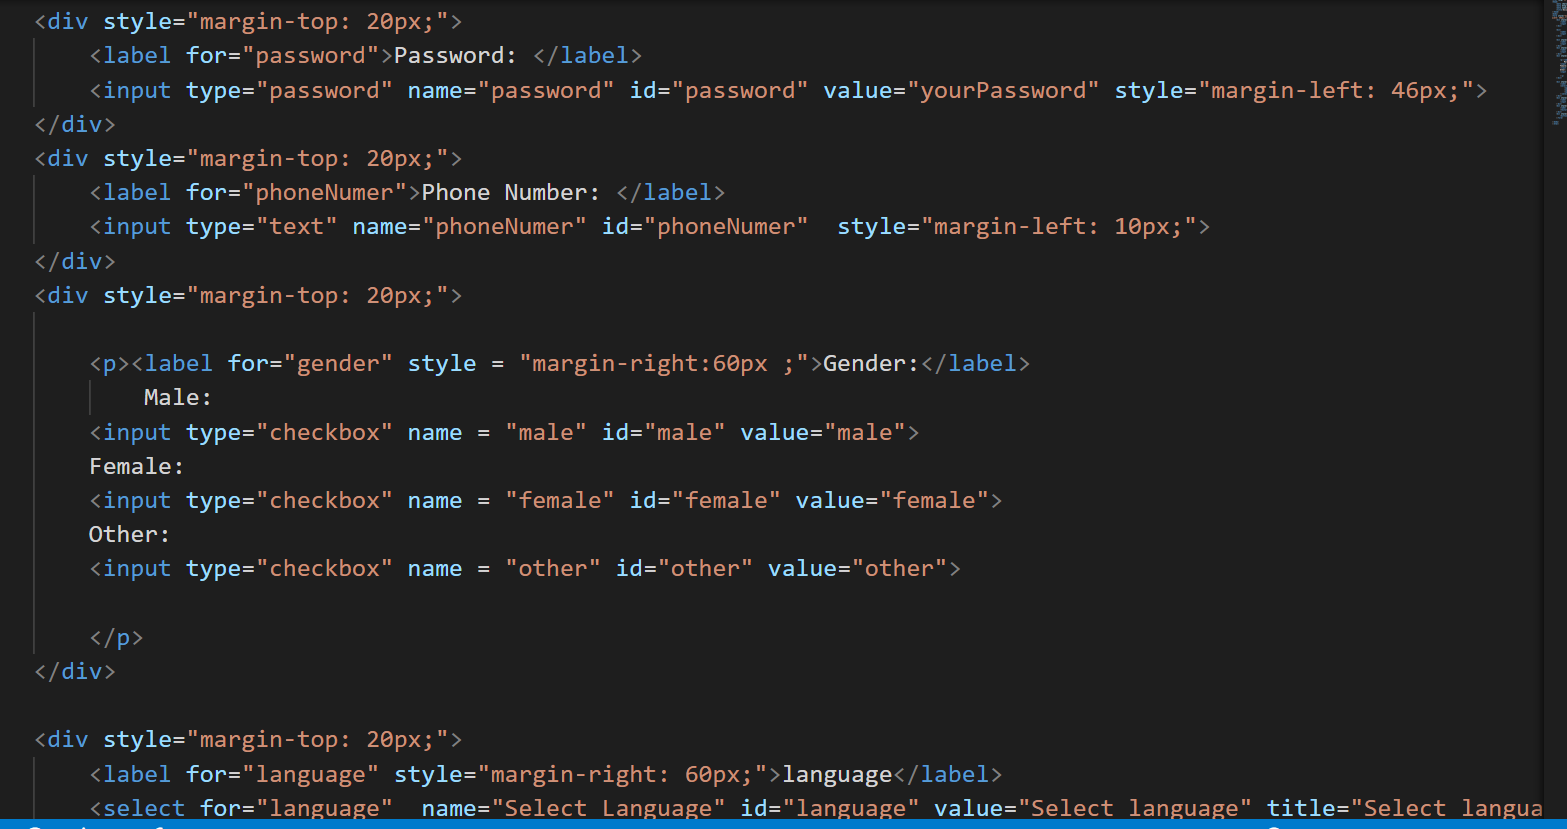 <div style="margin-top: 20px;">
<label for="password">Password: </label>
<input type="password" name="password" id="password" value="yourPassword" style="margin-left: 46px;">
</div>
<div style="margin-top: 20px;">
<label for="phoneNumer">Phone Number: </label>
<input type="text" name="phoneNumer" id="phoneNumer"  style="margin-left: 10px;">
</div>
<div style="margin-top: 20px;">
<p><label for="gender" style = "margin-right:60px ;">Gender:</label>
Male:
<input type="checkbox" name = "male" id="male" value="male">
Female:
<input type="checkbox" name = "female" id="female" value="female">
Other:
<input type="checkbox" name = "other" id="other" value="other">
</p>
</div>
<div style="margin-top: 20px;">
<label for="language" style="margin-right: 60px;">language</label>
<select for="language"  name="Select Language" id="language" value="Select language" title="Select langua